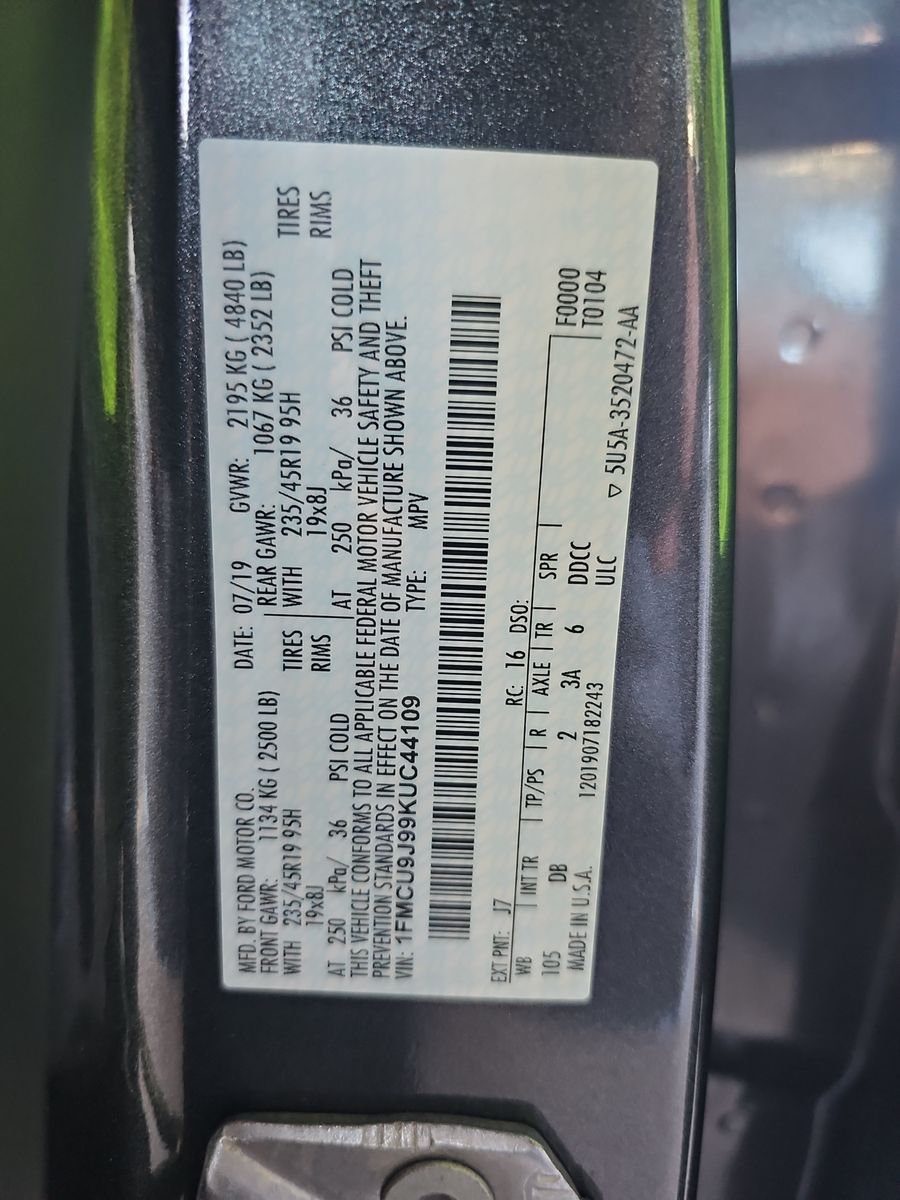 MFD. BY FORD MOTOR CO. DATE: 07/19 GVWR: 2195 KG ( 4840 LB)
FRONT GAWR: 1134 KG ( 2500 LB) REAR GAWR: 1067 KG ( 2352 LB)
WITH 235/45R19 95H TIRES WITH 235/45R19 95H TIRES
19x8J RIMS 19x8J RIMS
AT 250 kPa/ 36 PSI COLD AT 250 kPa/ 36 PSI COLD
THIS VEHICLE CONFORMS TO ALL APPLICABLE FEDERAL MOTOR VEHICLE SAFETY AND THEFT
PREVENTION STANDARDS IN EFFECT ON THE DATE OF MANUFACTURE SHOWN ABOVE.
VIN: 1FMCU9J99KUC44109 TYPE: MPV
EXT PNT: J7 RC: 16 DSO:
WB INT TR TP/PS R AXLE TR SPR F0000
105 DB 2 3A 6 DDCC T0104
MADE IN U.S.A. 1201907182243 ULC
▽ 5U5A-3520472-AA